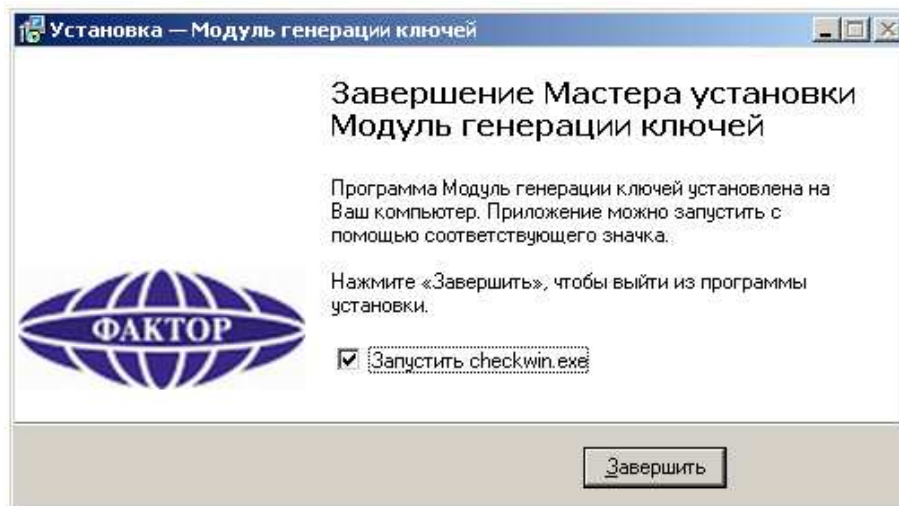 Установка — Модуль генерации ключей
Завершение Мастера установки
Модуль генерации ключей
Программа Модуль генерации ключей установлена на
Ваш компьютер. Приложение можно запустить с
помощью соответствующего значка.
Нажмите «Завершить», чтобы выйти из программы
установки.
ФАКТОР
Запустить checkwin.exe
Завершить